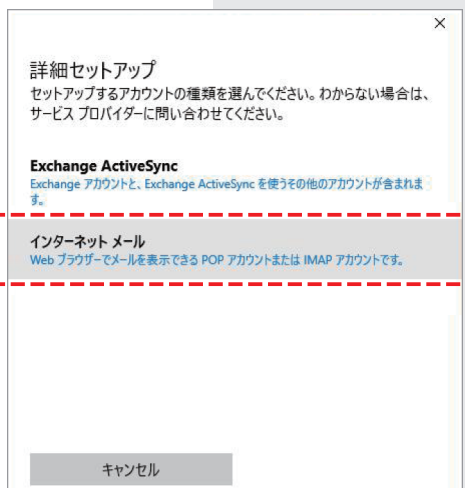 詳細セットアップ
セットアップするアカウントの種類を選んでください。わからない場合は、
サービス プロバイダーに問い合わせてください。
Exchange ActiveSync
Exchange アカウントと、Exchange ActiveSync を使うその他のアカウントが含まれま
す。
インターネット メール
Web ブラウザーでメールを表示できる POP アカウントまたは IMAP アカウントです。
キャンセル